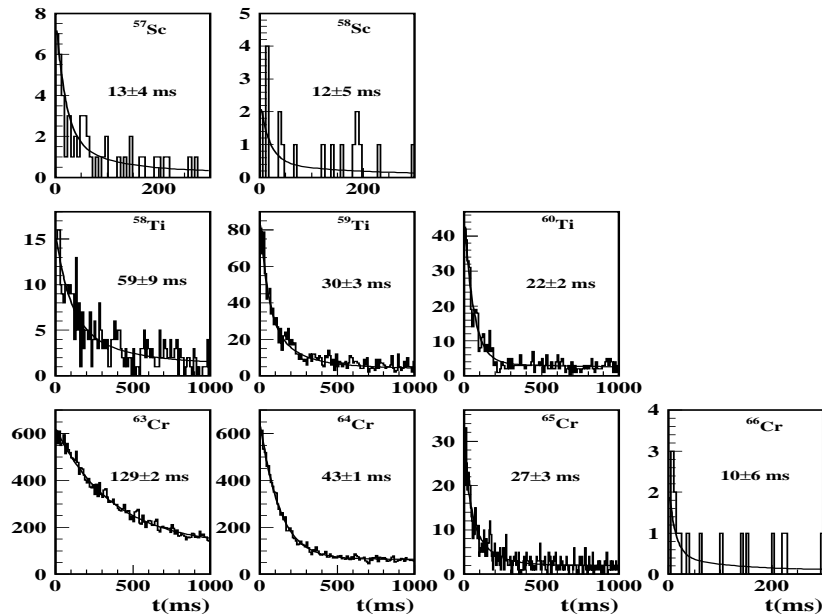 ⁵⁷Sc
13±4 ms
8
7
6
5
4
3
2
1
0
0 200
⁵⁸Sc
12±5 ms
5
4
3
2
1
0
0 200
⁵⁸Ti
59±9 ms
15
10
5
0
0 500 1000
⁵⁹Ti
30±3 ms
80
60
40
20
0
0 500 1000
⁶⁰Ti
22±2 ms
40
20
0
0 500 1000
⁶³Cr
129±2 ms
600
400
200
0
0 500 1000
t(ms)
⁶⁴Cr
43±1 ms
600
400
200
0
0 500 1000
t(ms)
⁶⁵Cr
27±3 ms
30
20
10
0
0 500 1000
t(ms)
⁶⁶Cr
10±6 ms
4
3
2
1
0
0 200
t(ms)